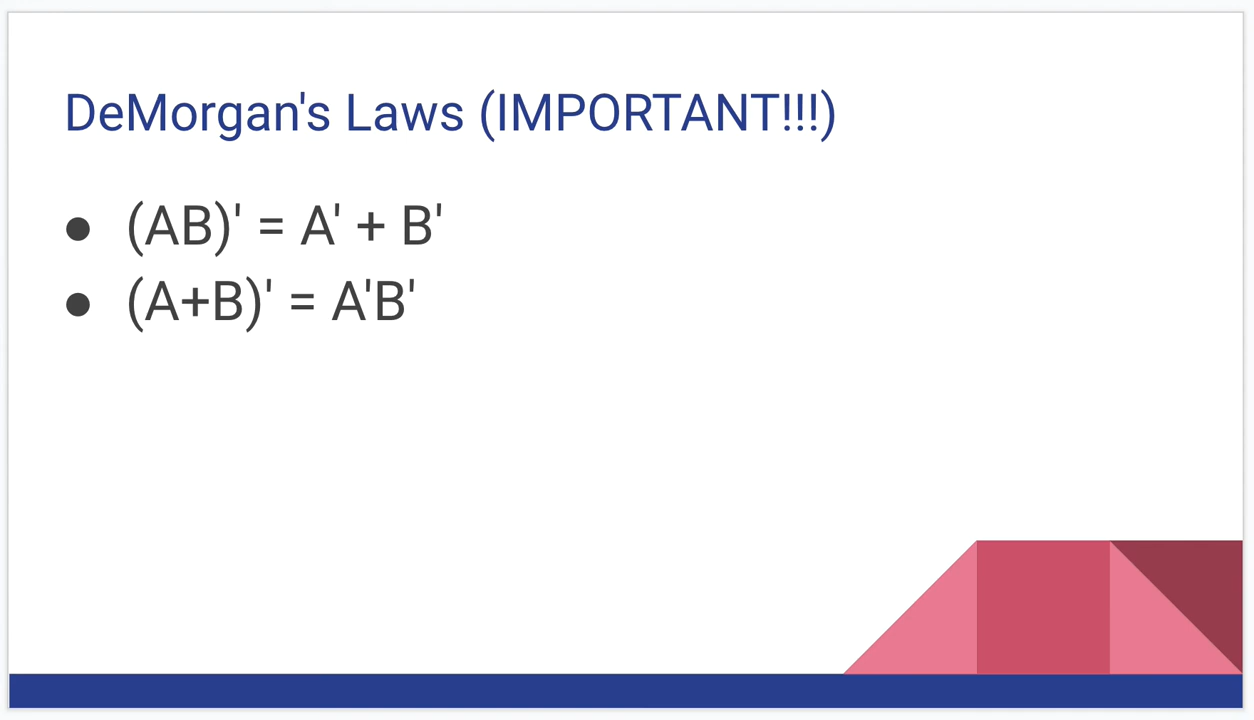 DeMorgan's Laws (IMPORTANT!!!)
● (AB)' = A' + B'
● (A+B)' = A'B'